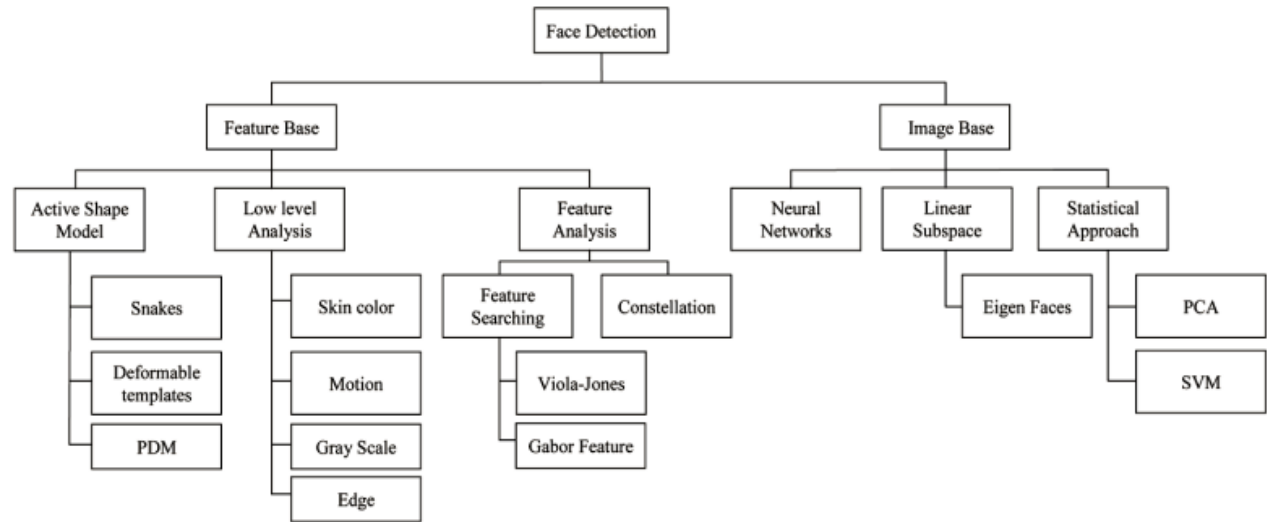 Face Detection
Feature Base
Image Base
Active Shape
Model
Low level
Analysis
Feature
Analysis
Neural
Networks
Linear
Subspace
Statistical
Approach
Snakes
Skin color
Feature
Searching
Constellation
Eigen Faces
PCA
Deformable
templates
Motion
Viola-Jones
SVM
PDM
Gray Scale
Gabor Feature
Edge